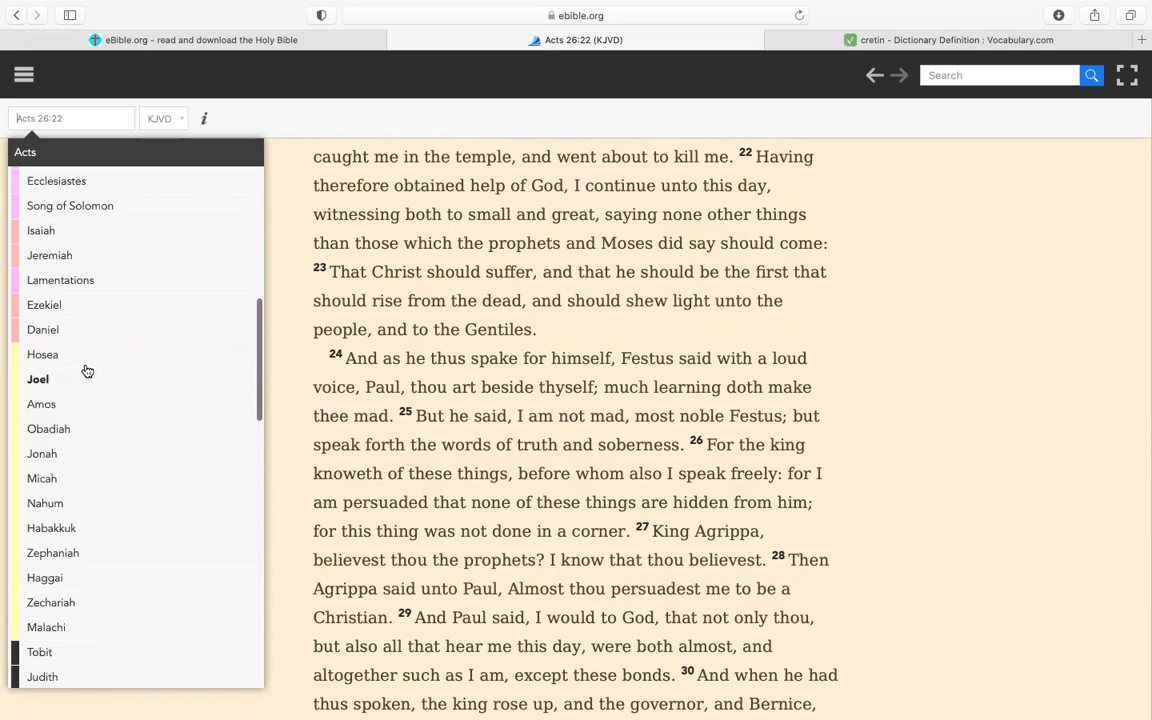 ebible.org
eBible.org - read and download the Holy Bible
Acts 26:22 (KJVD)
cretin - Dictionary Definition : Vocabulary.com
Search
Acts 26:22
KJVD
i
Acts
Ecclesiastes
Song of Solomon
Isaiah
Jeremiah
Lamentations
Ezekiel
Daniel
Hosea
Joel
Amos
Obadiah
Jonah
Micah
Nahum
Habakkuk
Zephaniah
Haggai
Zechariah
Malachi
Tobit
Judith
caught me in the temple, and went about to kill me. 22 Having
therefore obtained help of God, I continue unto this day,
witnessing both to small and great, saying none other things
than those which the prophets and Moses did say should come:
23 That Christ should suffer, and that he should be the first that
should rise from the dead, and should shew light unto the
people, and to the Gentiles.
24 And as he thus spake for himself, Festus said with a loud
voice, Paul, thou art beside thyself; much learning doth make
thee mad. 25 But he said, I am not mad, most noble Festus; but
speak forth the words of truth and soberness. 26 For the king
knoweth of these things, before whom also I speak freely: for I
am persuaded that none of these things are hidden from him;
for this thing was not done in a corner. 27 King Agrippa,
believest thou the prophets? I know that thou believest. 28 Then
Agrippa said unto Paul, Almost thou persuadest me to be a
Christian. 29 And Paul said, I would to God, that not only thou,
but also all that hear me this day, were both almost, and
altogether such as I am, except these bonds. 30 And when he had
thus spoken, the king rose up, and the governor, and Bernice,